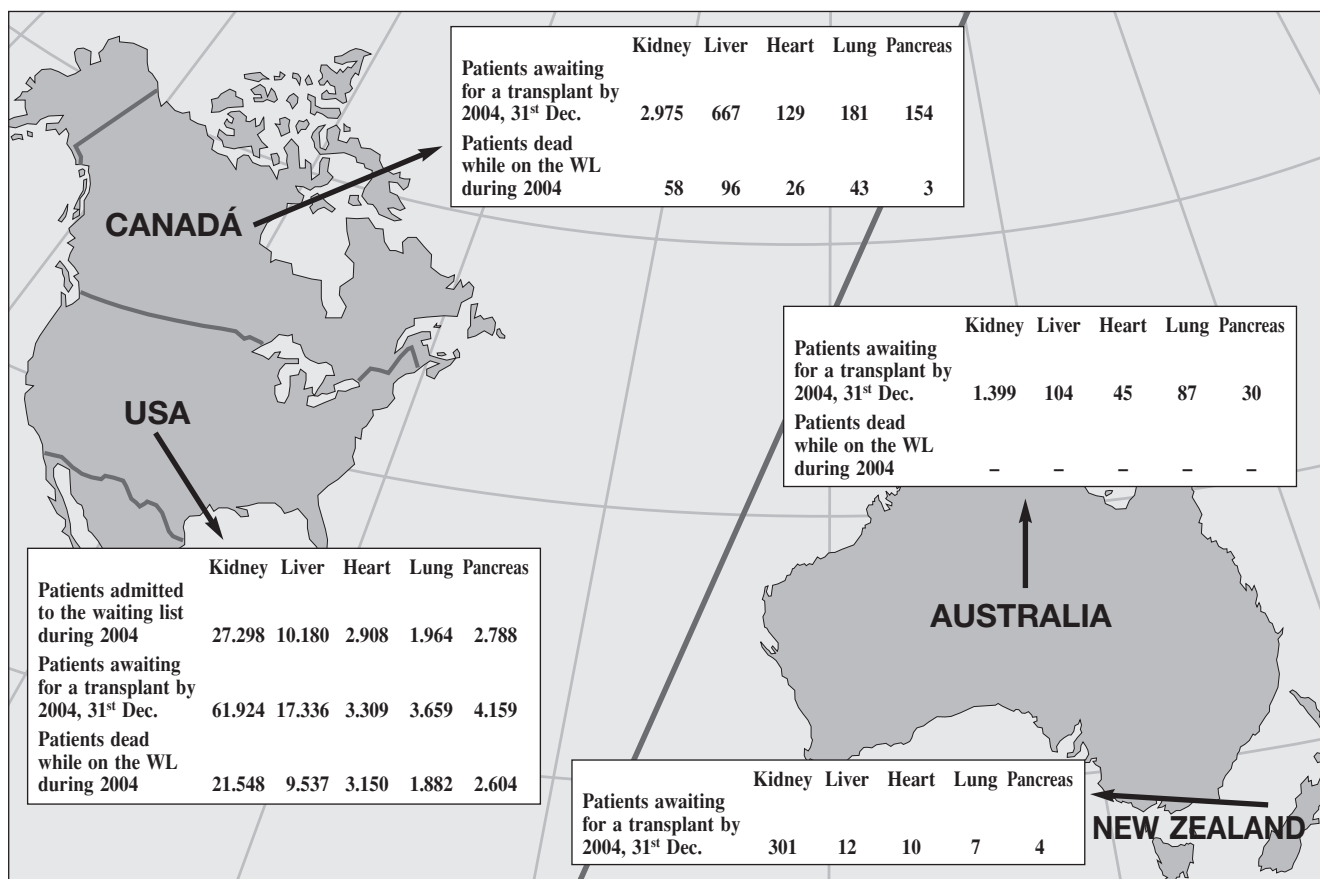 Kidney Liver Heart Lung Pancreas
Patients awaiting
for a transplant by
2004, 31st Dec. 2.975 667 129 181 154
Patients dead
while on the WL
during 2004 58 96 26 43 3
CANADÁ
Kidney Liver Heart Lung Pancreas
Patients awaiting
for a transplant by
2004, 31st Dec. 1.399 104 45 87 30
Patients dead
while on the WL
during 2004 – – – – –
USA
Kidney Liver Heart Lung Pancreas
Patients admitted
to the waiting list
during 2004 27.298 10.180 2.908 1.964 2.788
Patients awaiting
for a transplant by
2004, 31st Dec. 61.924 17.336 3.309 3.659 4.159
Patients dead
while on the WL
during 2004 21.548 9.537 3.150 1.882 2.604
AUSTRALIA
Kidney Liver Heart Lung Pancreas
Patients awaiting
for a transplant by
2004, 31st Dec. 301 12 10 7 4
NEW ZEALAND